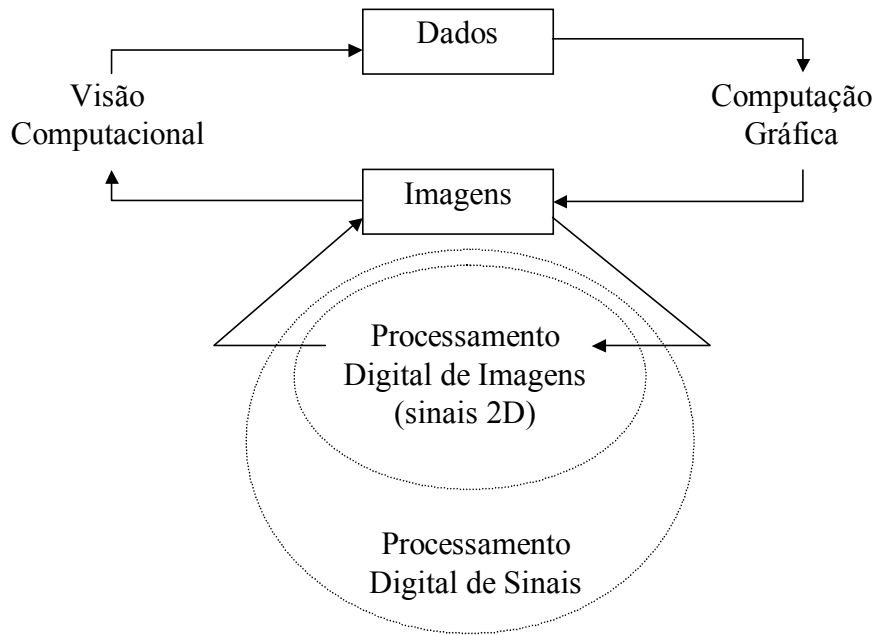 Dados
Visão
Computacional
Computação
Gráfica
Imagens
Processamento
Digital de Imagens
(sinais 2D)
Processamento
Digital de Sinais